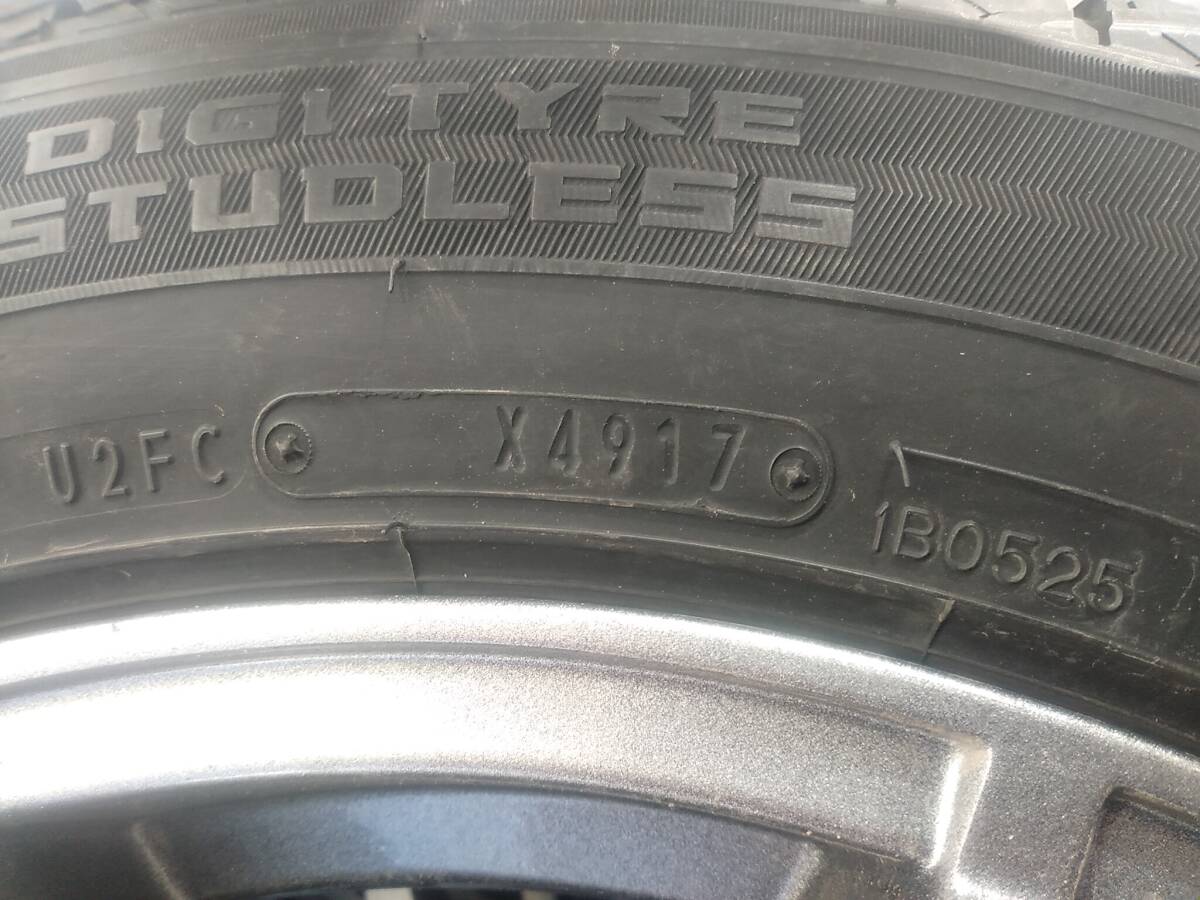 DIGI TYRE
STUDLESS
U2FC X4917
1B0525